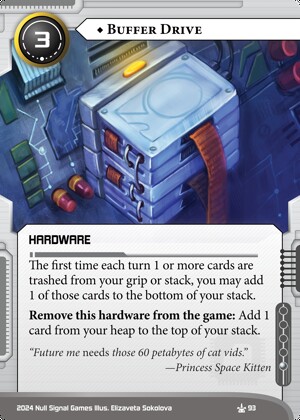 3
◆ Buffer Drive
HARDWARE
The first time each turn 1 or more cards are
trashed from your grip or stack, you may add
1 of those cards to the bottom of your stack.
Remove this hardware from the game: Add 1
card from your heap to the top of your stack.
“Future me needs those 60 petabytes of cat vids.”
—Princess Space Kitten
2024 Null Signal Games Illus. Elizaveta Sokolova
93